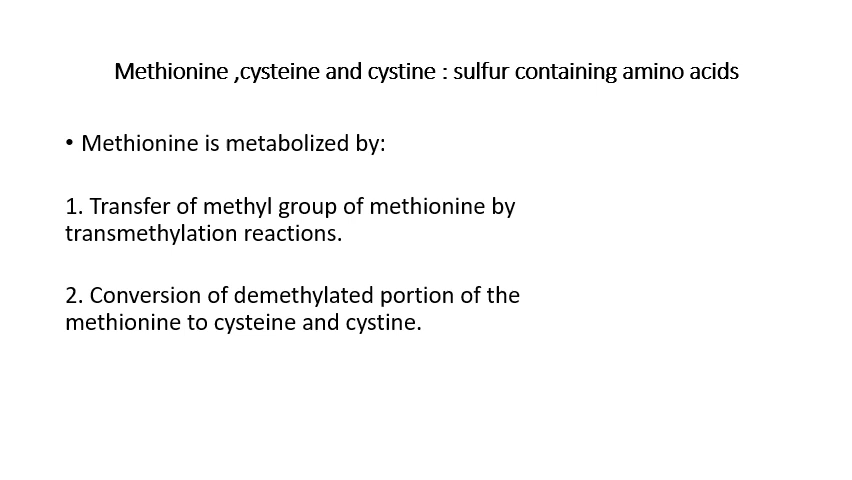 Methionine ,cysteine and cystine : sulfur containing amino acids
• Methionine is metabolized by:
1. Transfer of methyl group of methionine by
transmethylation reactions.
2. Conversion of demethylated portion of the
methionine to cysteine and cystine.